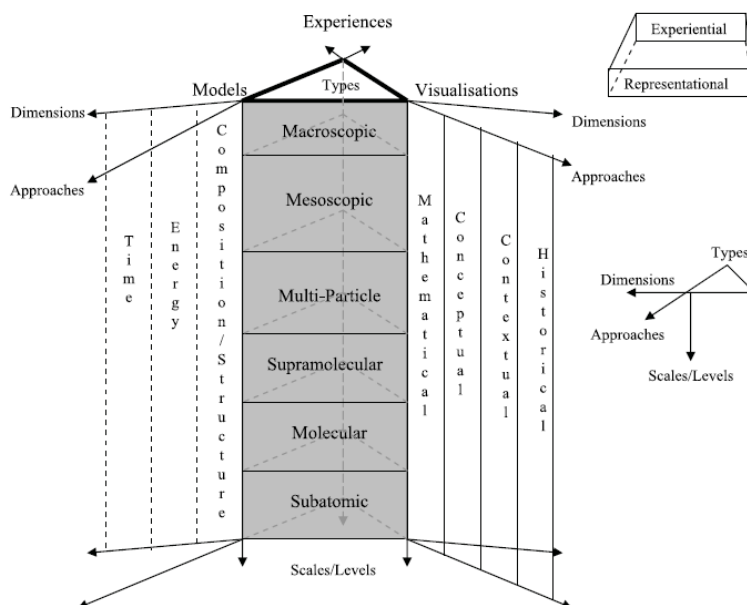 Experiences
Experiential
Representational
Models
Types
Visualisations
Dimensions
Dimensions
Approaches
Approaches
Macroscopic
Mesoscopic
Multi-Particle
Supramolecular
Molecular
Subatomic
Time
Energy
Composition/Structure
Mathematical
Conceptual
Contextual
Historical
Types
Dimensions
Approaches
Scales/Levels
Scales/Levels